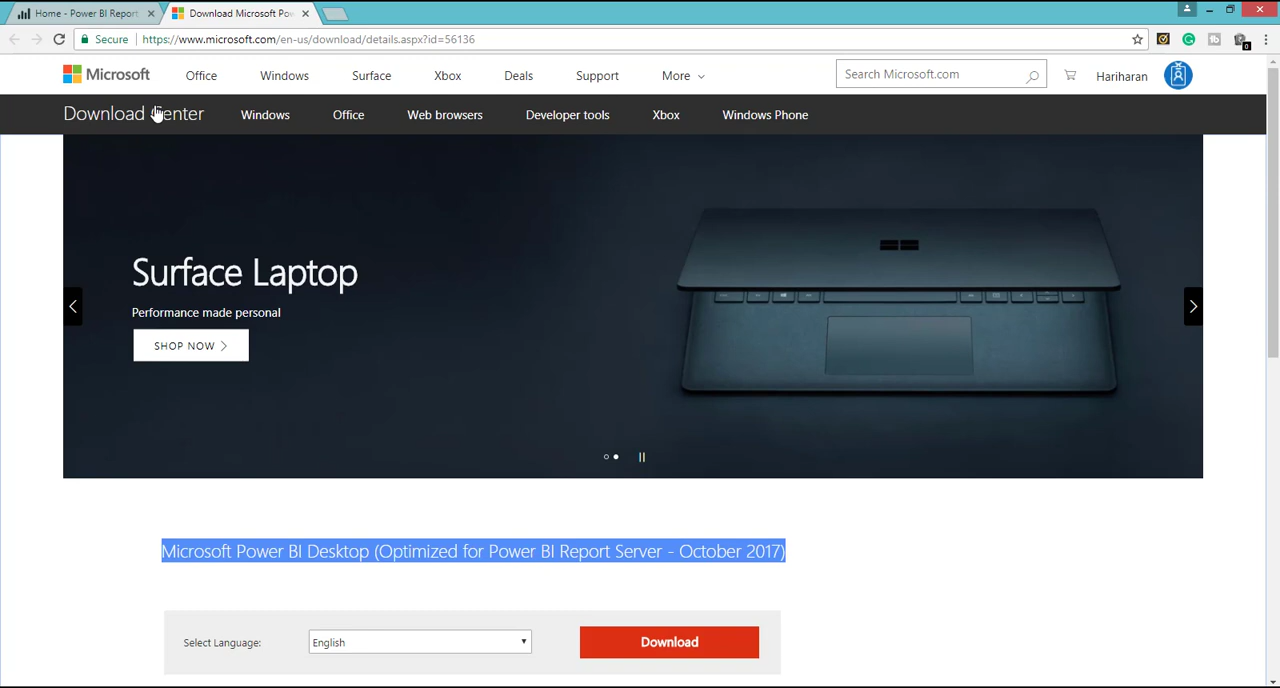 Home - Power BI Report
Download Microsoft Po
Secure https://www.microsoft.com/en-us/download/details.aspx?id=56136
Microsoft Office Windows Surface Xbox Deals Support More Search Microsoft.com Hariharan
Download Center Windows Office Web browsers Developer tools Xbox Windows Phone
Surface Laptop
Performance made personal
SHOP NOW
Microsoft Power BI Desktop (Optimized for Power BI Report Server - October 2017)
Select Language: English Download